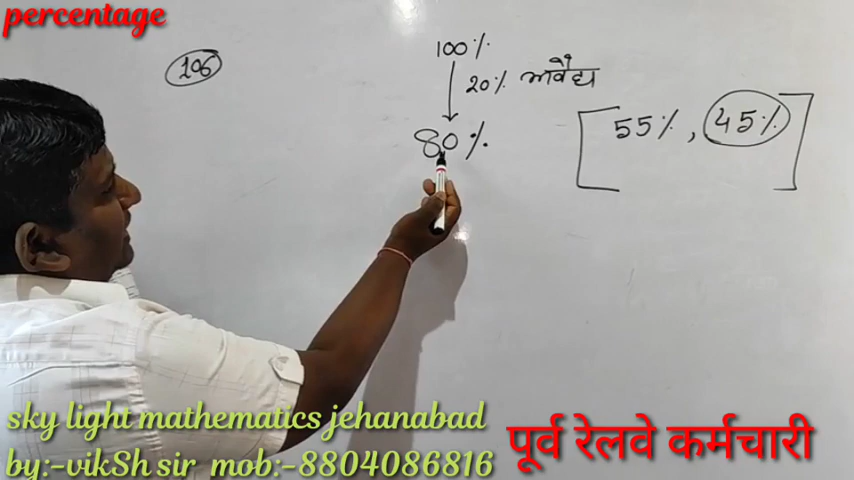 percentage
106
100%
20% अवैद्य
80%
[55%, 45%]
sky light mathematics jehanabad
by:-vikSh sir mob:-8804086816
पूर्व रेलवे कर्मचारी